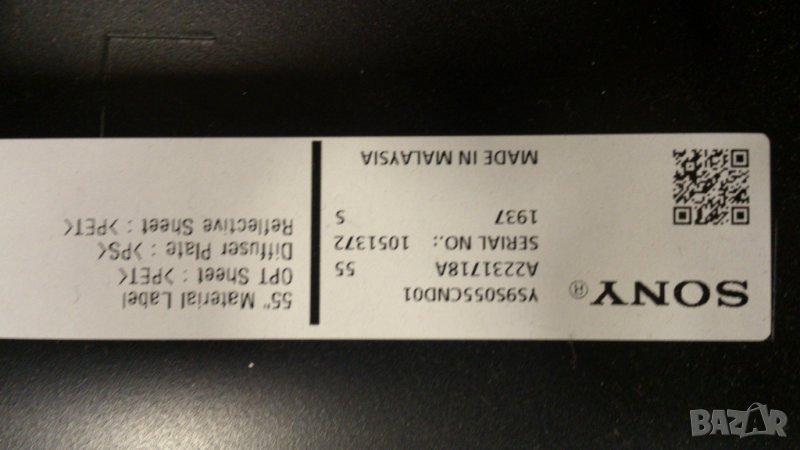 SONY®
YS9S055CND01
A2231718A 55
SERIAL NO.: 1051372
1937 S
MADE IN MALAYSIA
55" Material Label
OPT Sheet : >PET<
Diffuser Plate : >PS<
Reflective Sheet : >PET<
BAZAR